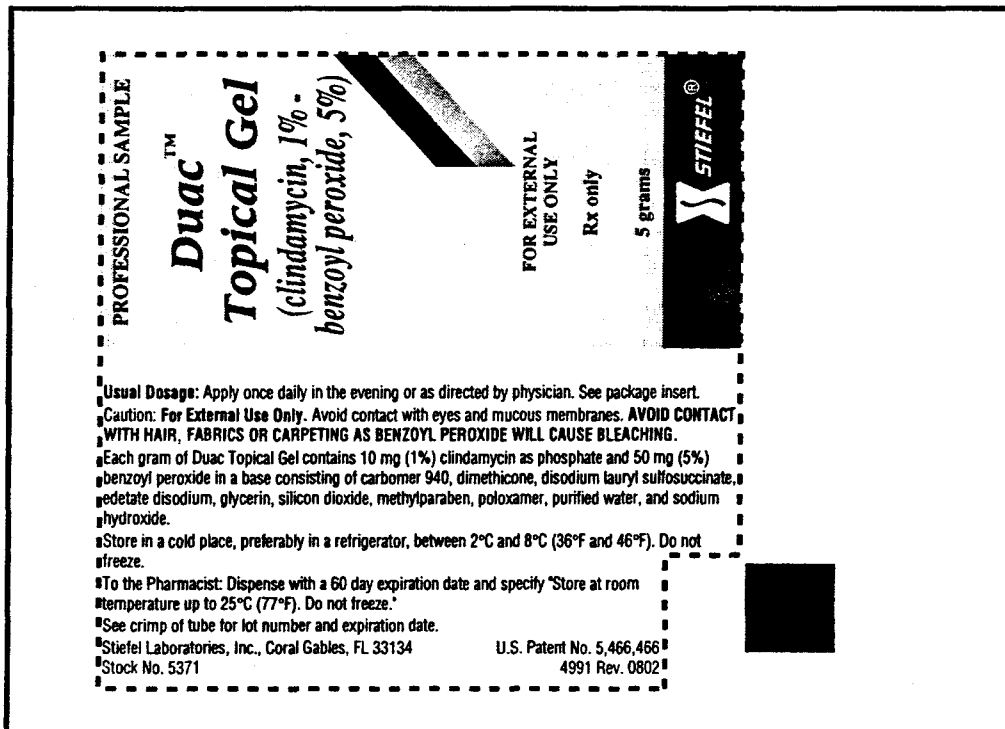 PROFESSIONAL SAMPLE
Duac™
Topical Gel
(clindamycin, 1% -
benzoyl peroxide, 5%)
FOR EXTERNAL
USE ONLY
Rx only
5 grams
STIEFEL®
Usual Dosage: Apply once daily in the evening or as directed by physician. See package insert.
Caution: For External Use Only. Avoid contact with eyes and mucous membranes. AVOID CONTACT
WITH HAIR, FABRICS OR CARPETING AS BENZOYL PEROXIDE WILL CAUSE BLEACHING.
Each gram of Duac Topical Gel contains 10 mg (1%) clindamycin as phosphate and 50 mg (5%)
benzoyl peroxide in a base consisting of carbomer 940, dimethicone, disodium lauryl sulfosuccinate,
edetate disodium, glycerin, silicon dioxide, methylparaben, poloxamer, purified water, and sodium
hydroxide.
Store in a cold place, preferably in a refrigerator, between 2°C and 8°C (36°F and 46°F). Do not
freeze.
To the Pharmacist: Dispense with a 60 day expiration date and specify "Store at room
temperature up to 25°C (77°F). Do not freeze."
See crimp of tube for lot number and expiration date.
Stiefel Laboratories, Inc., Coral Gables, FL 33134 U.S. Patent No. 5,466,466
Stock No. 5371 4991 Rev. 0802